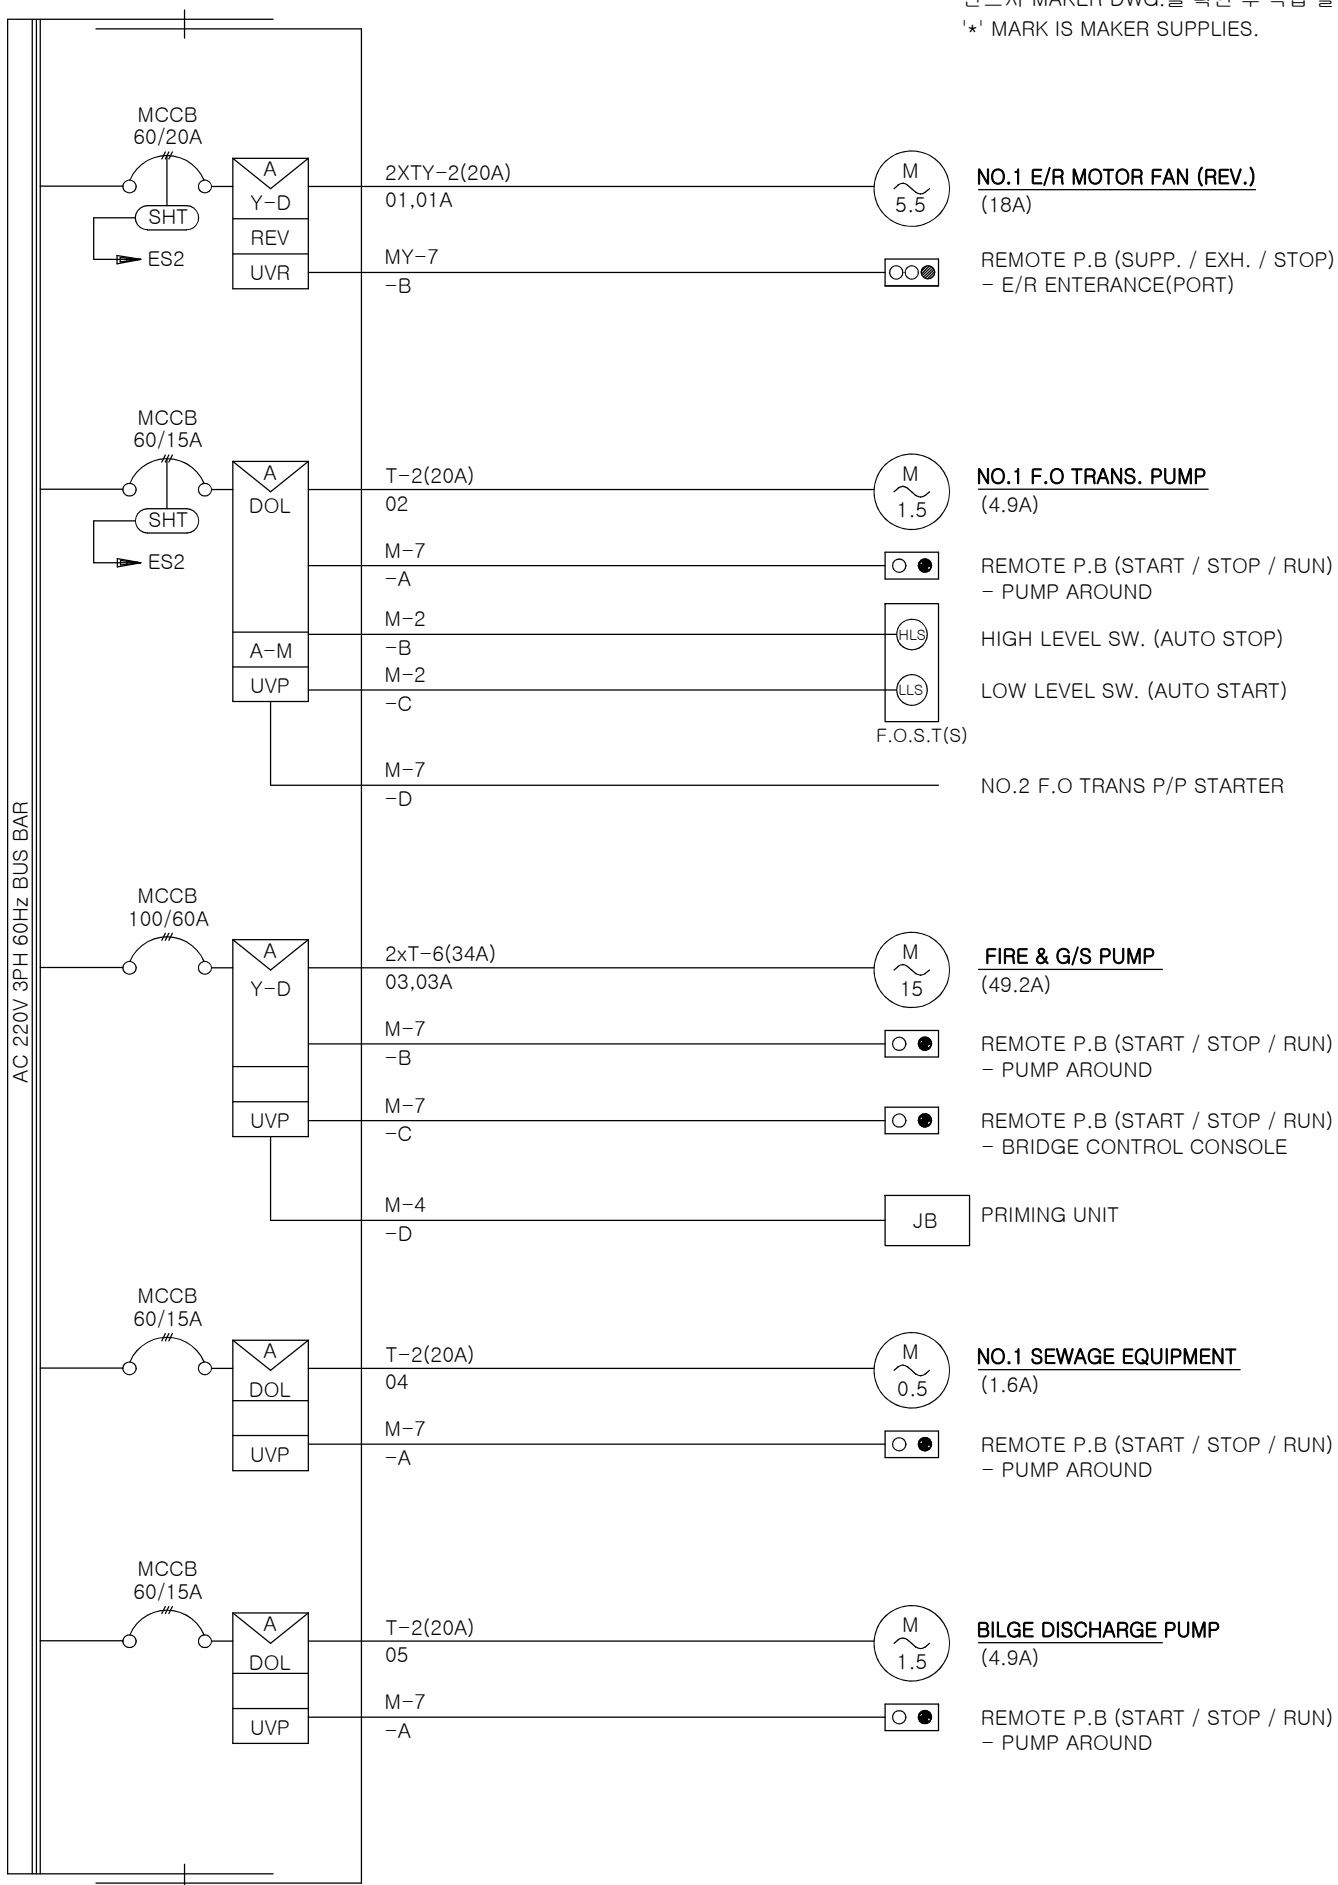 MAKER DWG.
'*' MARK IS MAKER SUPPLIES.
AC 220V 3PH 60Hz BUS BAR
MCCB
60/20A
SHT
ES2
A
Y-D
REV
UVR
2XTY-2(20A)
01,01A
MY-7
-B
M
5.5
NO.1 E/R MOTOR FAN (REV.)
(18A)
REMOTE P.B (SUPP. / EXH. / STOP)
- E/R ENTERANCE(PORT)
MCCB
60/15A
SHT
ES2
A
DOL
A-M
UVP
T-2(20A)
02
M-7
-A
M-2
-B
M-2
-C
M-7
-D
M
1.5
HLS
LLS
F.O.S.T(S)
NO.1 F.O TRANS. PUMP
(4.9A)
REMOTE P.B (START / STOP / RUN)
- PUMP AROUND
HIGH LEVEL SW. (AUTO STOP)
LOW LEVEL SW. (AUTO START)
NO.2 F.O TRANS P/P STARTER
MCCB
100/60A
A
Y-D
UVP
2xT-6(34A)
03,03A
M-7
-B
M-7
-C
M-4
-D
M
15
JB
FIRE & G/S PUMP
(49.2A)
REMOTE P.B (START / STOP / RUN)
- PUMP AROUND
REMOTE P.B (START / STOP / RUN)
- BRIDGE CONTROL CONSOLE
PRIMING UNIT
MCCB
60/15A
A
DOL
UVP
T-2(20A)
04
M-7
-A
M
0.5
NO.1 SEWAGE EQUIPMENT
(1.6A)
REMOTE P.B (START / STOP / RUN)
- PUMP AROUND
MCCB
60/15A
A
DOL
UVP
T-2(20A)
05
M-7
-A
M
1.5
BILGE DISCHARGE PUMP
(4.9A)
REMOTE P.B (START / STOP / RUN)
- PUMP AROUND